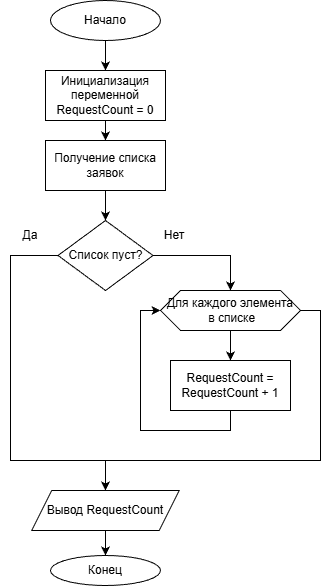 Начало
Инициализация
переменной
RequestCount = 0
Получение списка
заявок
Да
Список пуст?
Нет
Для каждого элемента
в списке
RequestCount =
RequestCount + 1
Вывод RequestCount
Конец